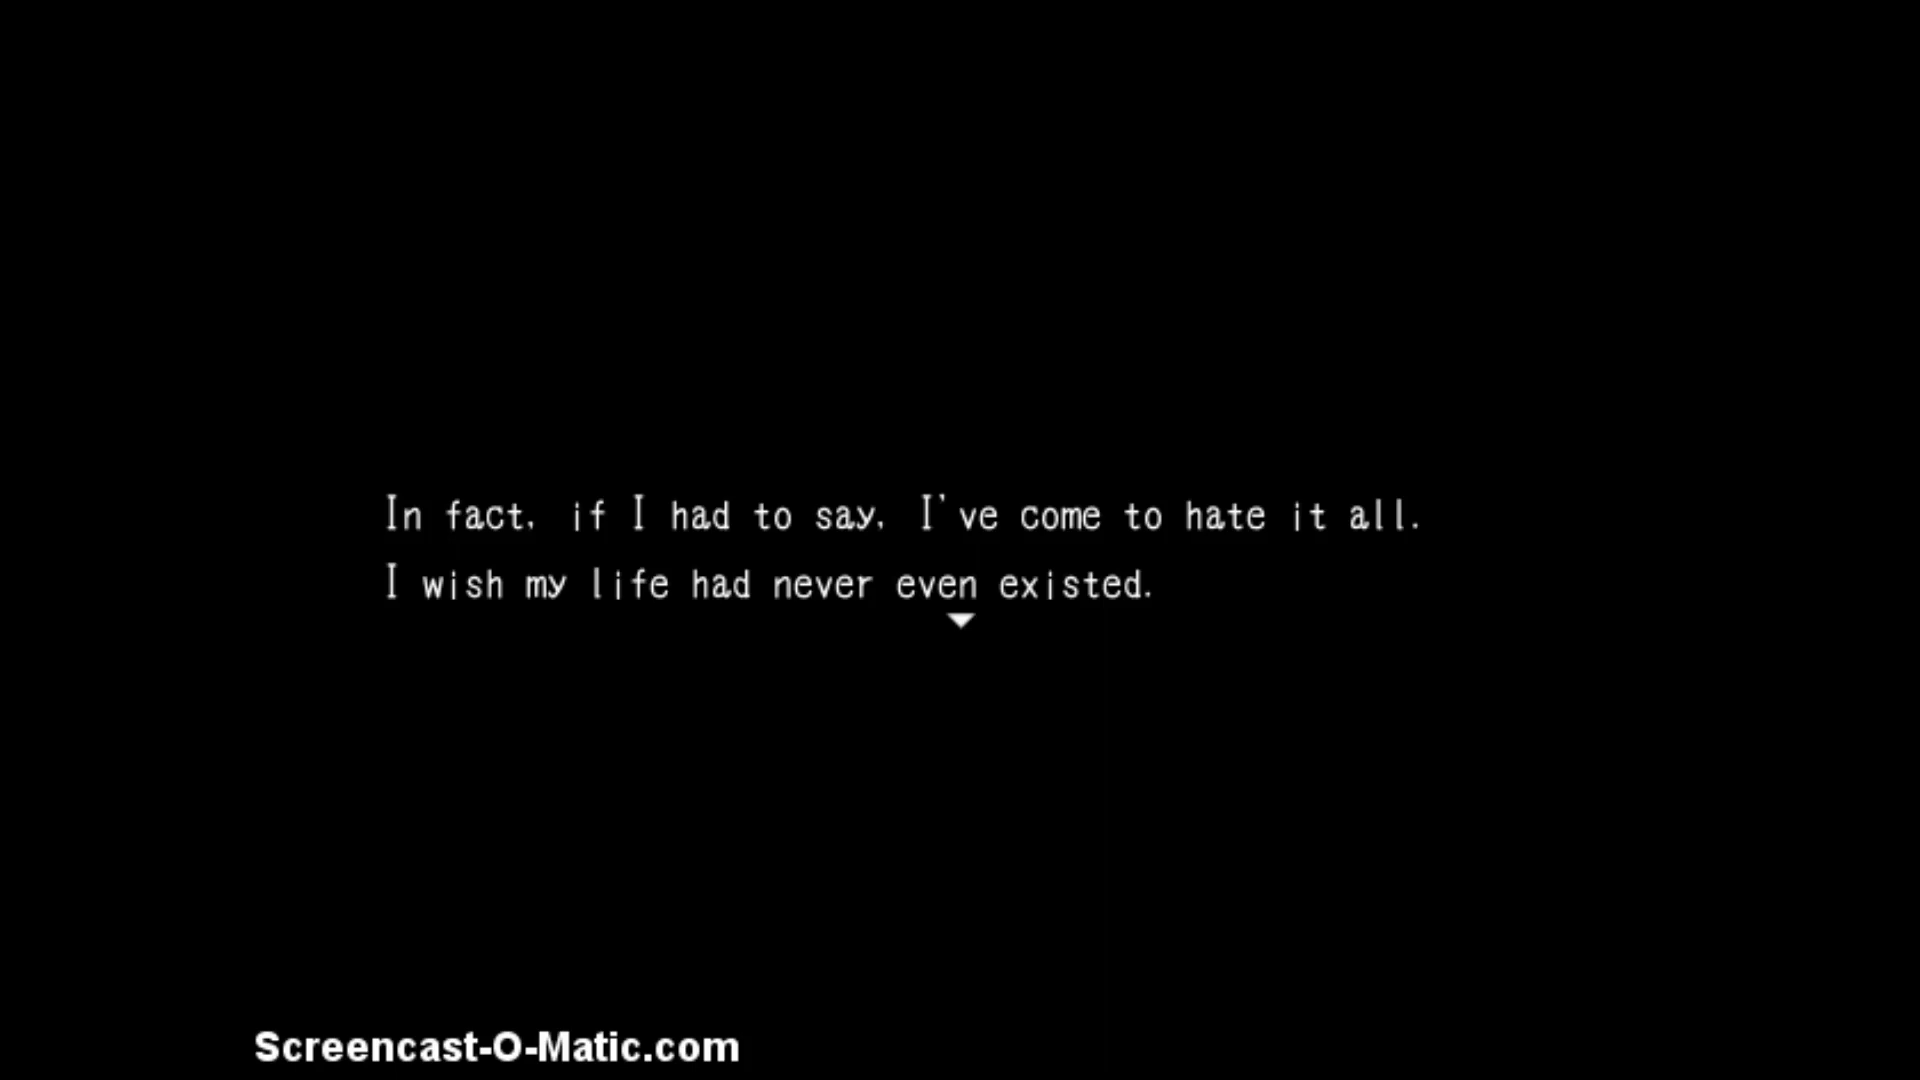 In fact, if I had to say, I've come to hate it all.
I wish my life had never even existed.
Screencast-O-Matic.com